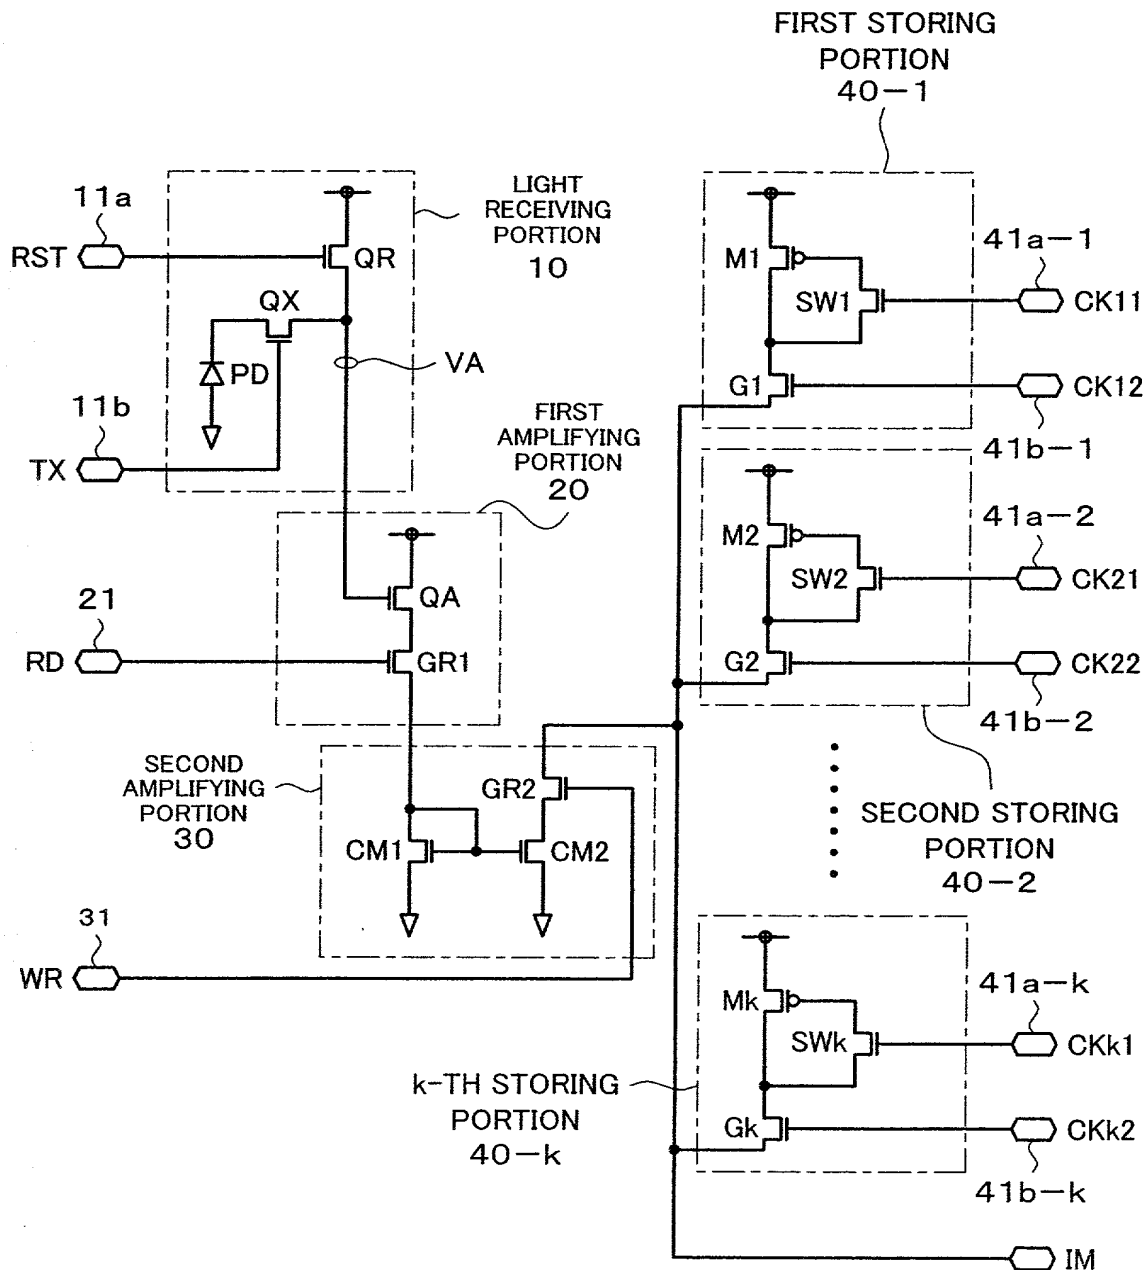 FIRST STORING
PORTION
40-1
11a
RST
QR
LIGHT
RECEIVING
PORTION
10
QX
PD
VA
11b
TX
M1
SW1
41a-1
CK11
G1
CK12
41b-1
FIRST
AMPLIFYING
PORTION
20
QA
21
RD
GR1
M2
SW2
41a-2
CK21
G2
CK22
41b-2
SECOND
AMPLIFYING
PORTION
30
GR2
CM1
CM2
SECOND STORING
PORTION
40-2
31
WR
Mk
SWk
41a-k
CKk1
k-TH STORING
PORTION
40-k
Gk
CKk2
41b-k
IM